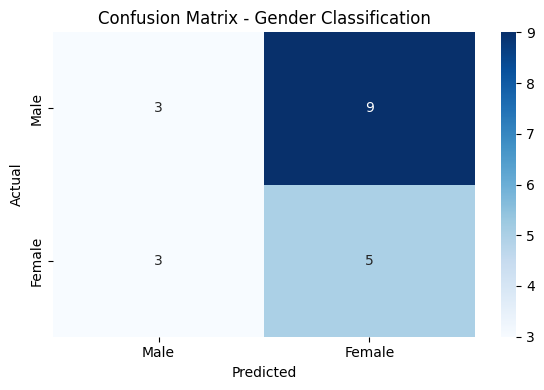 Confusion Matrix - Gender Classification
Actual
Male
Female
3
9
3
5
Male
Female
Predicted
9
8
7
6
5
4
3